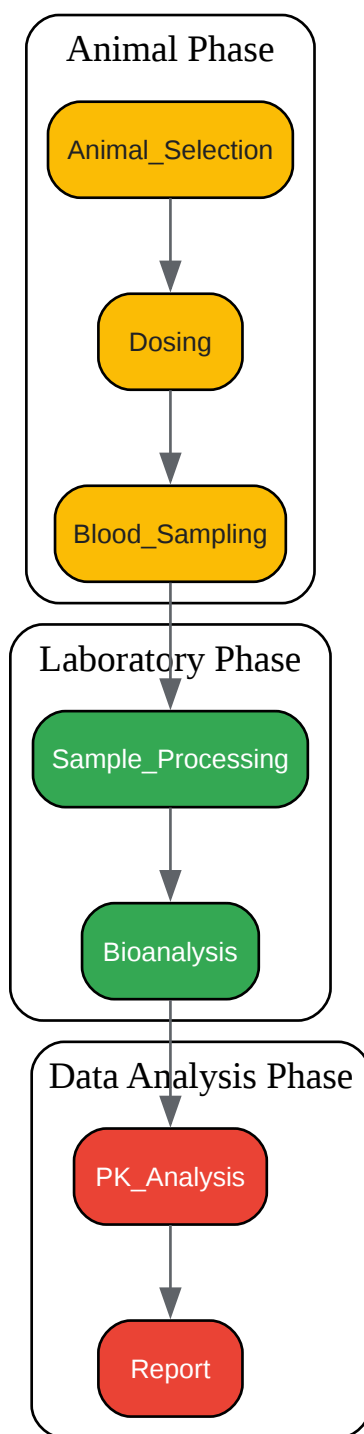 Animal Phase
Animal_Selection
Dosing
Blood_Sampling
Laboratory Phase
Sample_Processing
Bioanalysis
Data Analysis Phase
PK_Analysis
Report